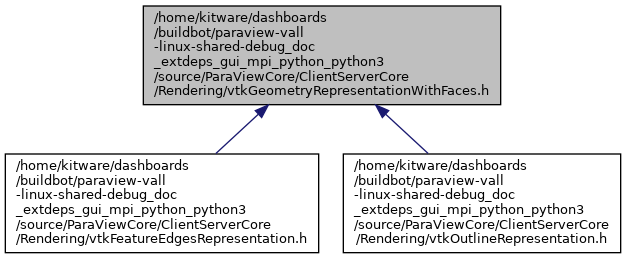 /home/kitware/dashboards
/buildbot/paraview-vall
-linux-shared-debug_doc
_extdeps_gui_mpi_python_python3
/source/ParaViewCore/ClientServerCore
/Rendering/vtkGeometryRepresentationWithFaces.h
/home/kitware/dashboards
/buildbot/paraview-vall
-linux-shared-debug_doc
_extdeps_gui_mpi_python_python3
/source/ParaViewCore/ClientServerCore
/Rendering/vtkFeatureEdgesRepresentation.h
/home/kitware/dashboards
/buildbot/paraview-vall
-linux-shared-debug_doc
_extdeps_gui_mpi_python_python3
/source/ParaViewCore/ClientServerCore
/Rendering/vtkOutlineRepresentation.h